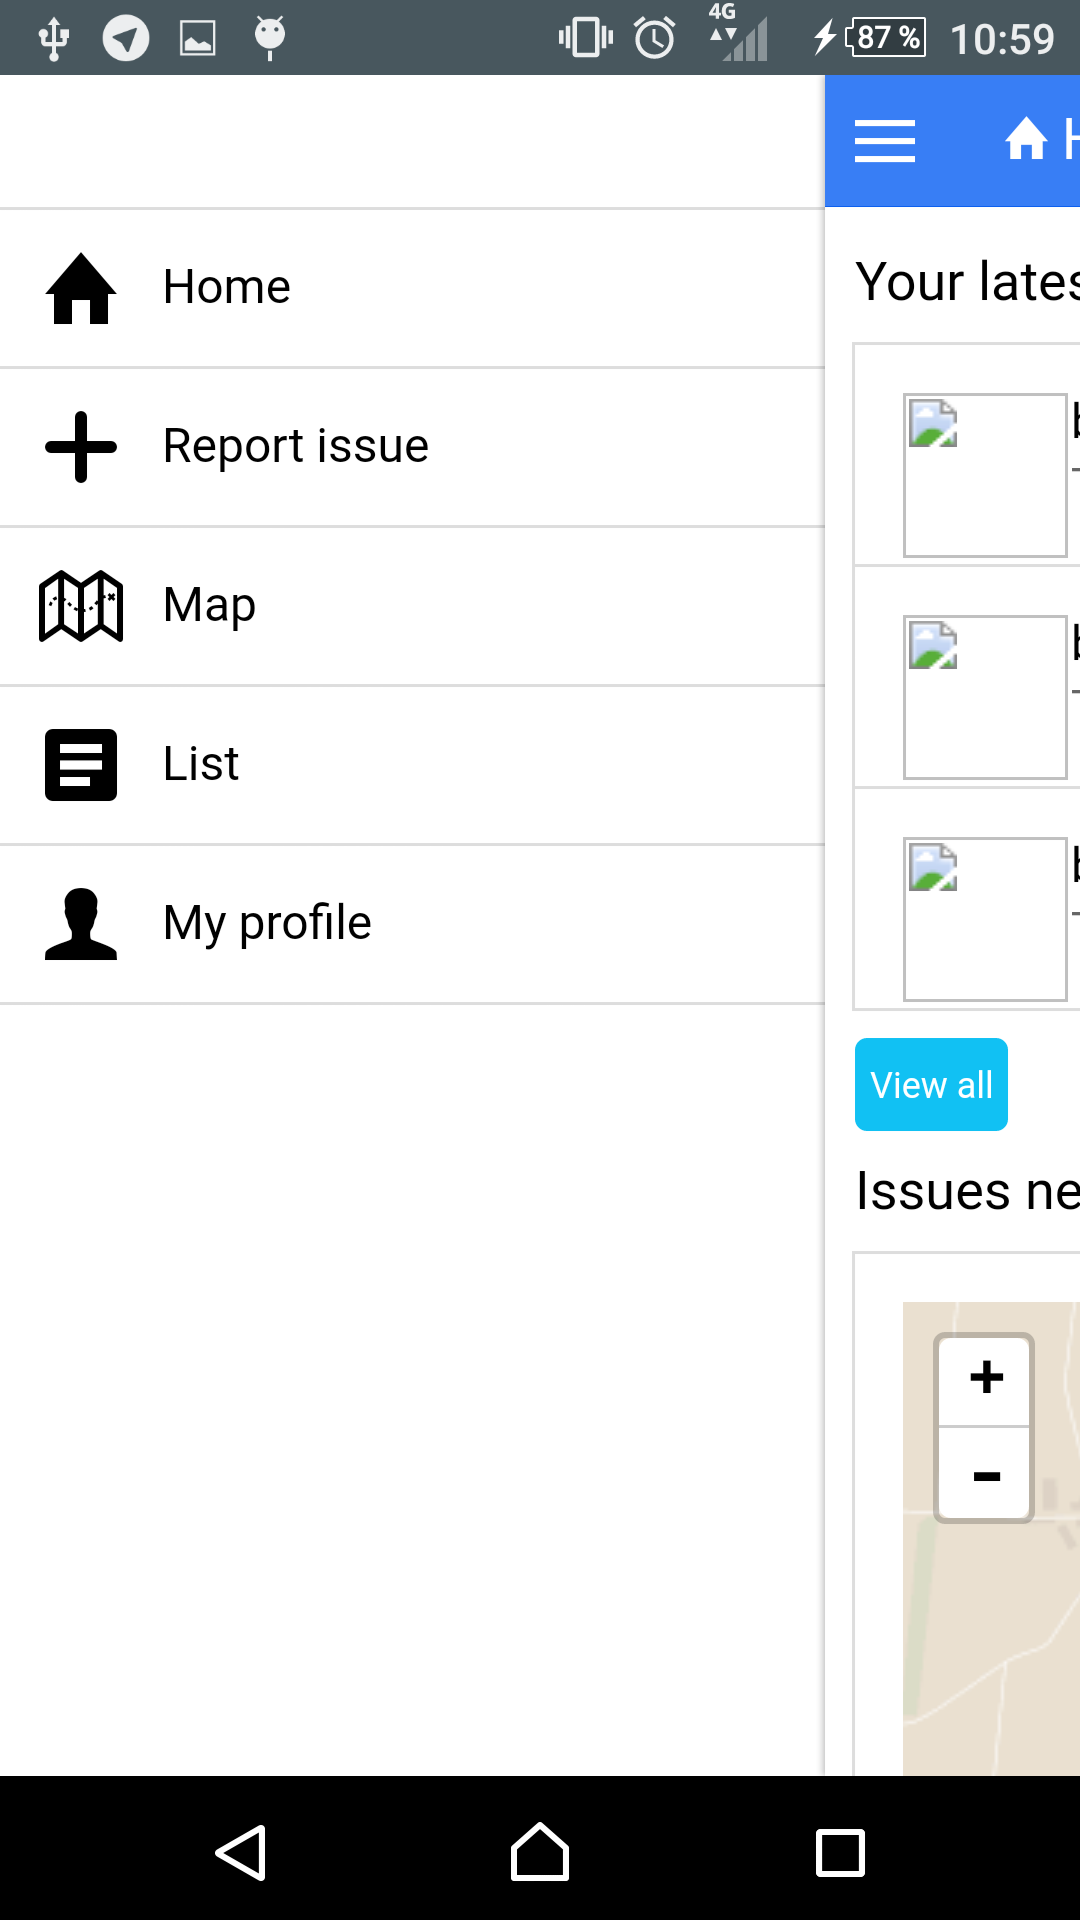 4G 87 % 10:59
Home
Report issue
Map
List
My profile
Your lates
View all
Issues ne
+
-